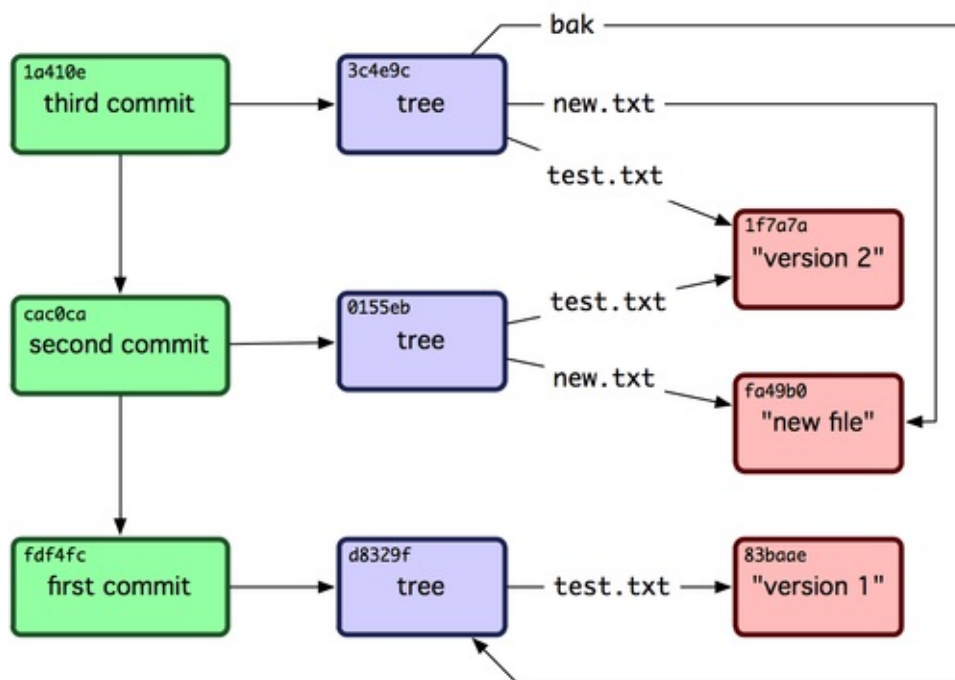 bak
1a410e
third commit
3c4e9c
tree
new.txt
test.txt
1f7a7a
"version 2"
cac0ca
second commit
0155eb
tree
test.txt
new.txt
fa49b0
"new file"
fdf4fc
first commit
d8329f
tree
test.txt
83baae
"version 1"